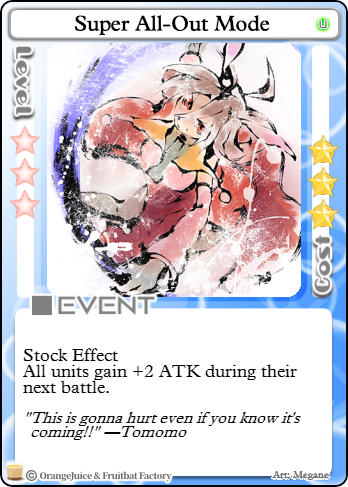 Super All-Out Mode
U
Level
Cost
EVENT
Stock Effect
All units gain +2 ATK during their
next battle.
"This is gonna hurt even if you know it's
coming!!" —Tomomo
© OrangeJuice & Fruitbat Factory
Art: Megane